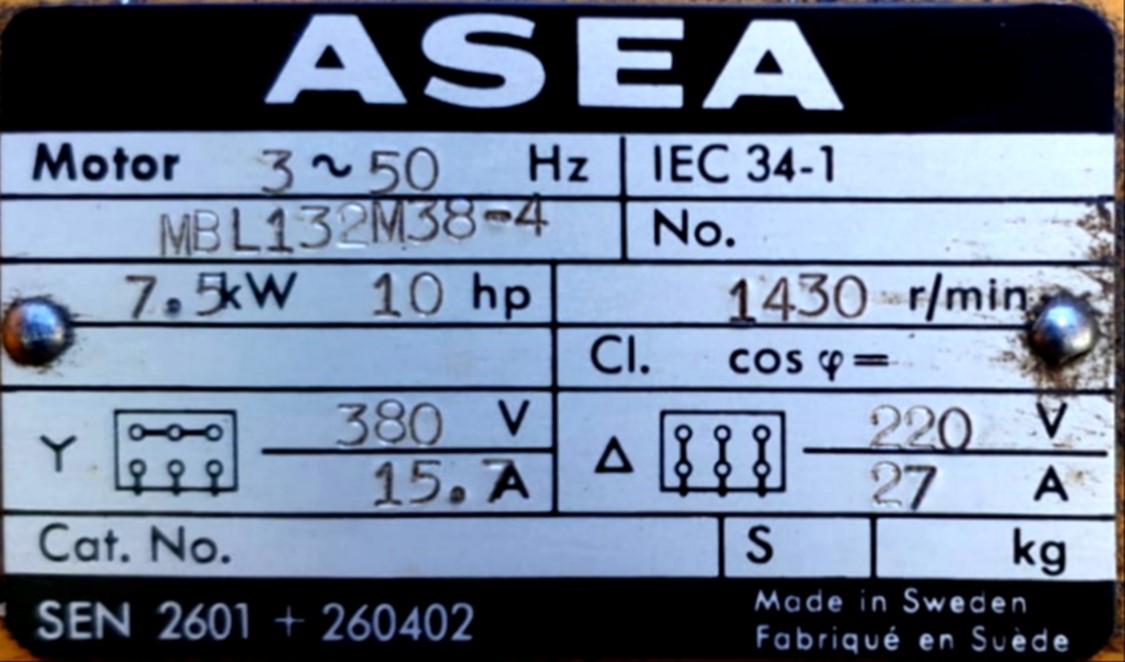 ASEA
Motor 3 ~ 50 Hz IEC 34-1
MBL132M38-4 No.
7.5kW 10 hp 1430 r/min
Cl. cos φ=
Y 380 V Δ 220 V
15.7A 27 A
Cat. No. S kg
SEN 2601 + 260402 Made in Sweden
Fabriqué en Suède